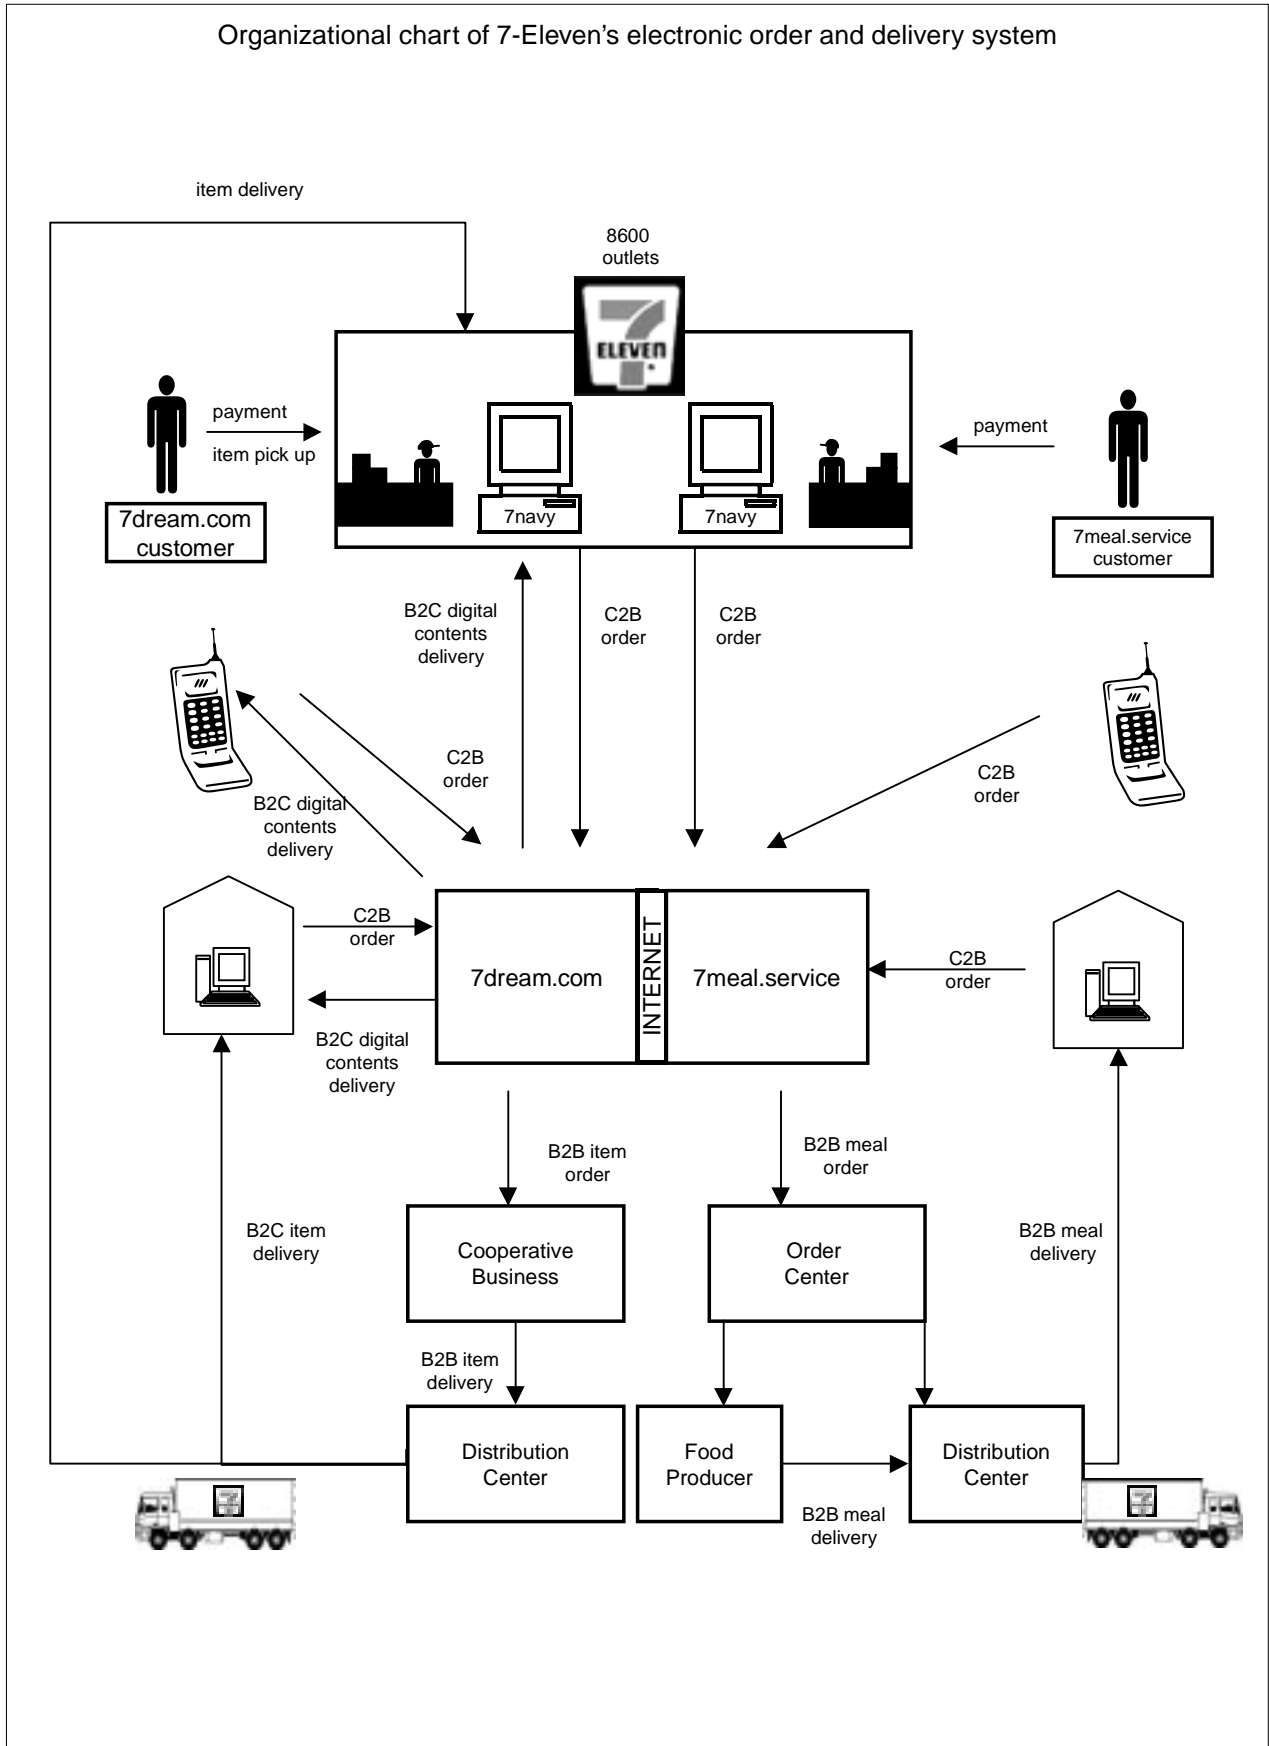 Organizational chart of 7-Eleven's electronic order and delivery system
item delivery
8600
outlets
7
ELEVEN
payment
item pick up
payment
7navy
7navy
7dream.com
customer
7meal.service
customer
B2C digital
contents
delivery
C2B
order
C2B
order
C2B
order
C2B
order
B2C digital
contents
delivery
C2B
order
7dream.com
INTERNET
7meal.service
C2B
order
B2C digital
contents
delivery
B2B item
order
B2B meal
order
B2C item
delivery
Cooperative
Business
Order
Center
B2B meal
delivery
B2B item
delivery
Distribution
Center
Food
Producer
Distribution
Center
B2B meal
delivery